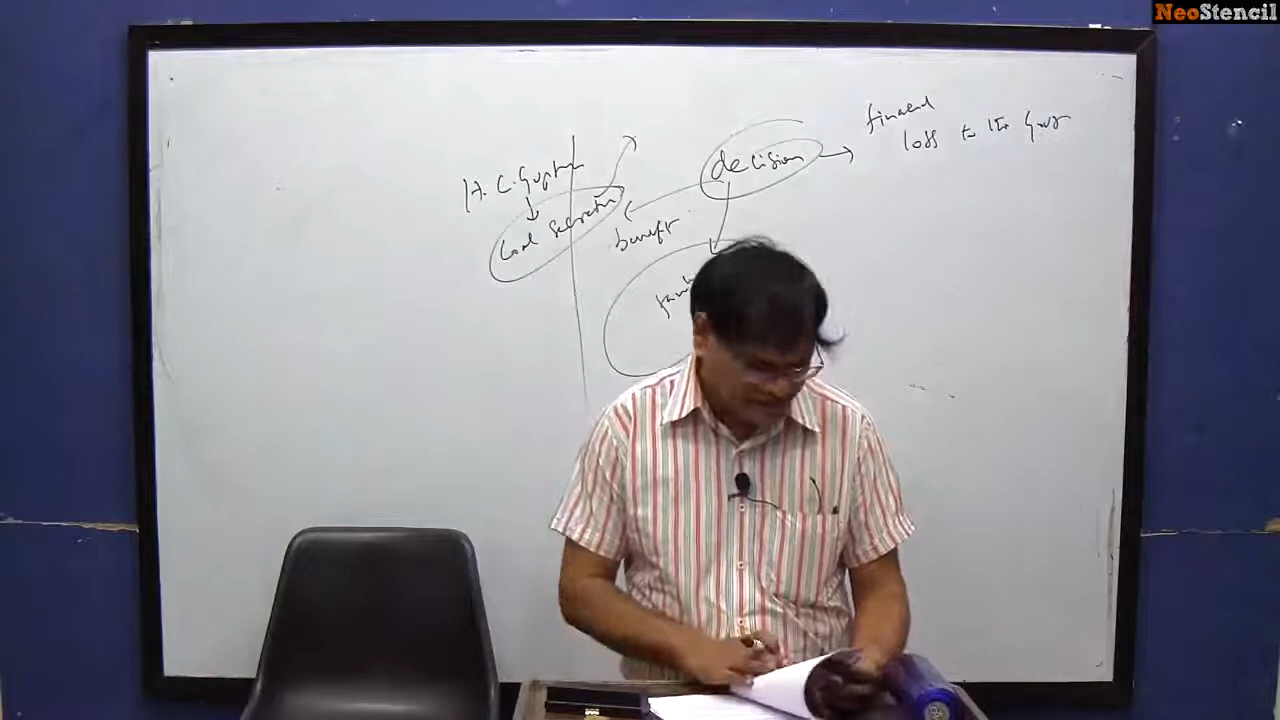 NeoStencil
H. C. Gupta
Coal Secretary
decision
benefit
financial
loss to the Govt